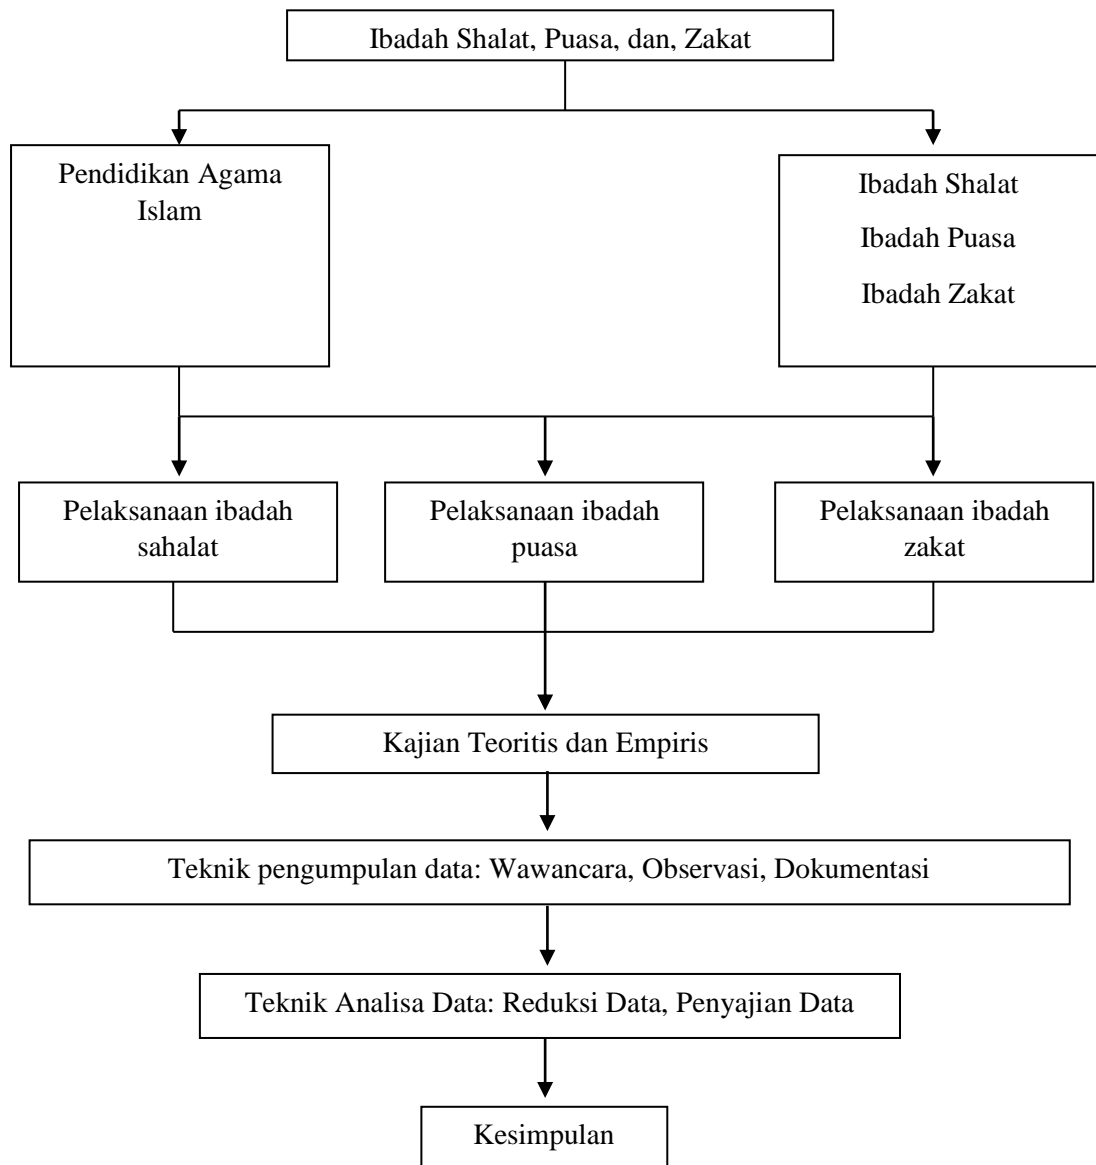 Ibadah Shalat, Puasa, dan, Zakat
Pendidikan Agama
Islam
Ibadah Shalat
Ibadah Puasa
Ibadah Zakat
Pelaksanaan ibadah
sahalat
Pelaksanaan ibadah
puasa
Pelaksanaan ibadah
zakat
Kajian Teoritis dan Empiris
Teknik pengumpulan data: Wawancara, Observasi, Dokumentasi
Teknik Analisa Data: Reduksi Data, Penyajian Data
Kesimpulan